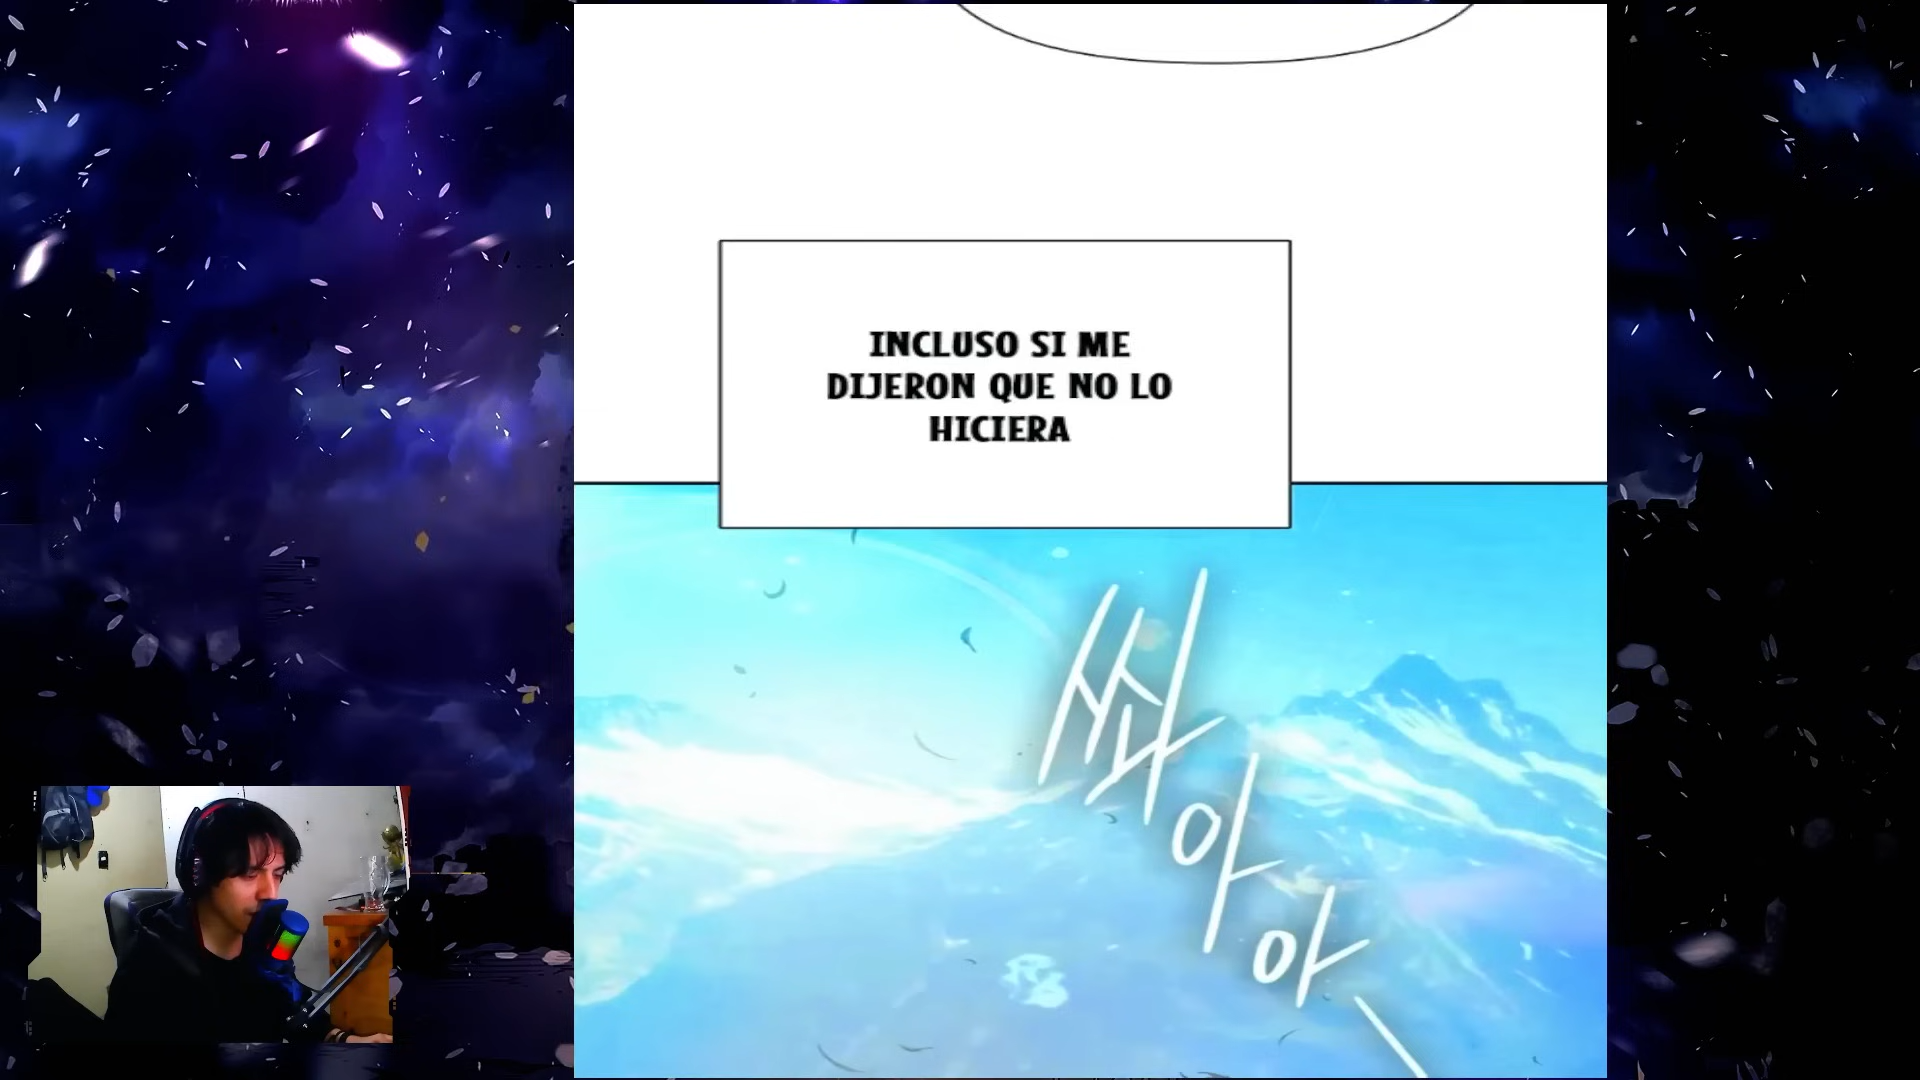 INCLUSO SI ME
DIJERON QUE NO LO
HICIERA
쏴
아
아